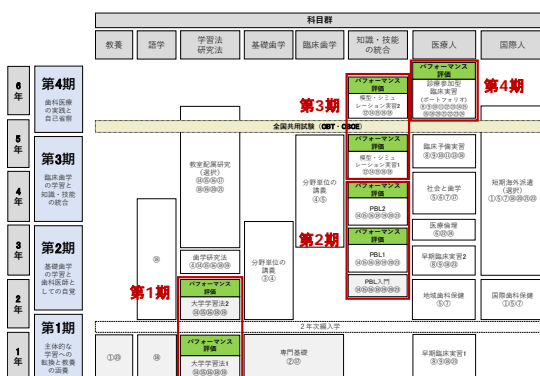 科目群
教養
語学
学習法
研究法
基礎歯学
臨床歯学
知識・技能
の統合
医療人
国際人
6
年
5
年
4
年
3
年
2
年
1
年
第4期
歯科医療
の実践と
自己省察
第3期
臨床歯学
の学習と
知識・技能
の統合
第2期
基礎歯学
の学習と
歯科医師と
しての自覚
第1期
主体的な
学習への
転換と教養
の涵養
パフォーマンス
評価
模型・シミュ
レーション実習2
第3期
パフォーマンス
評価
診療参加型
臨床実習
(ポートフォリオ)
第4期
全国共用試験(CBT・OSCE)
教室配属研究
(選択)
分野単位の
講義
④⑤
パフォーマンス
評価
模型・シミュ
レーション実習1
臨床予備実習
社会と歯学
⑤⑥⑦⑰
短期海外派遣
(選択)
パフォーマンス
評価
PBL2
第2期
パフォーマンス
評価
PBL1
PBL入門
医療倫理
歯学研究法
分野単位の
講義
③④
早期臨床実習2
第1期
パフォーマンス
評価
大学学習法2
地域歯科保健
⑤⑦
国際歯科保健
①⑤⑦
2年次編入学
パフォーマンス
評価
大学学習法1
専門基礎
早期臨床実習1